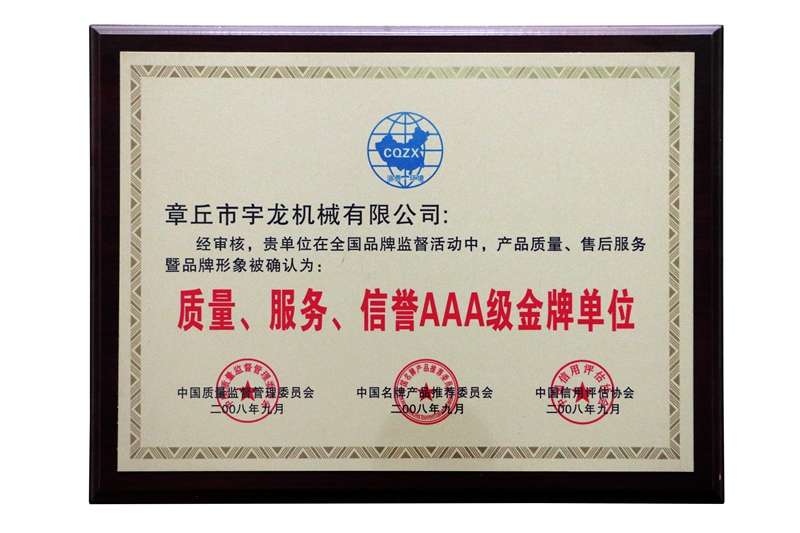 CQZX
章丘市宇龙机械有限公司:
经审核，贵单位在全国品牌监督活动中，产品质量、售后服务
暨品牌形象被确认为：
质量、服务、信誉AAA级金牌单位
中国质量监督管理委员会
二00八年九月
中国名牌产品推荐委员会
二00八年九月
中国信用评估协会
二00八年九月